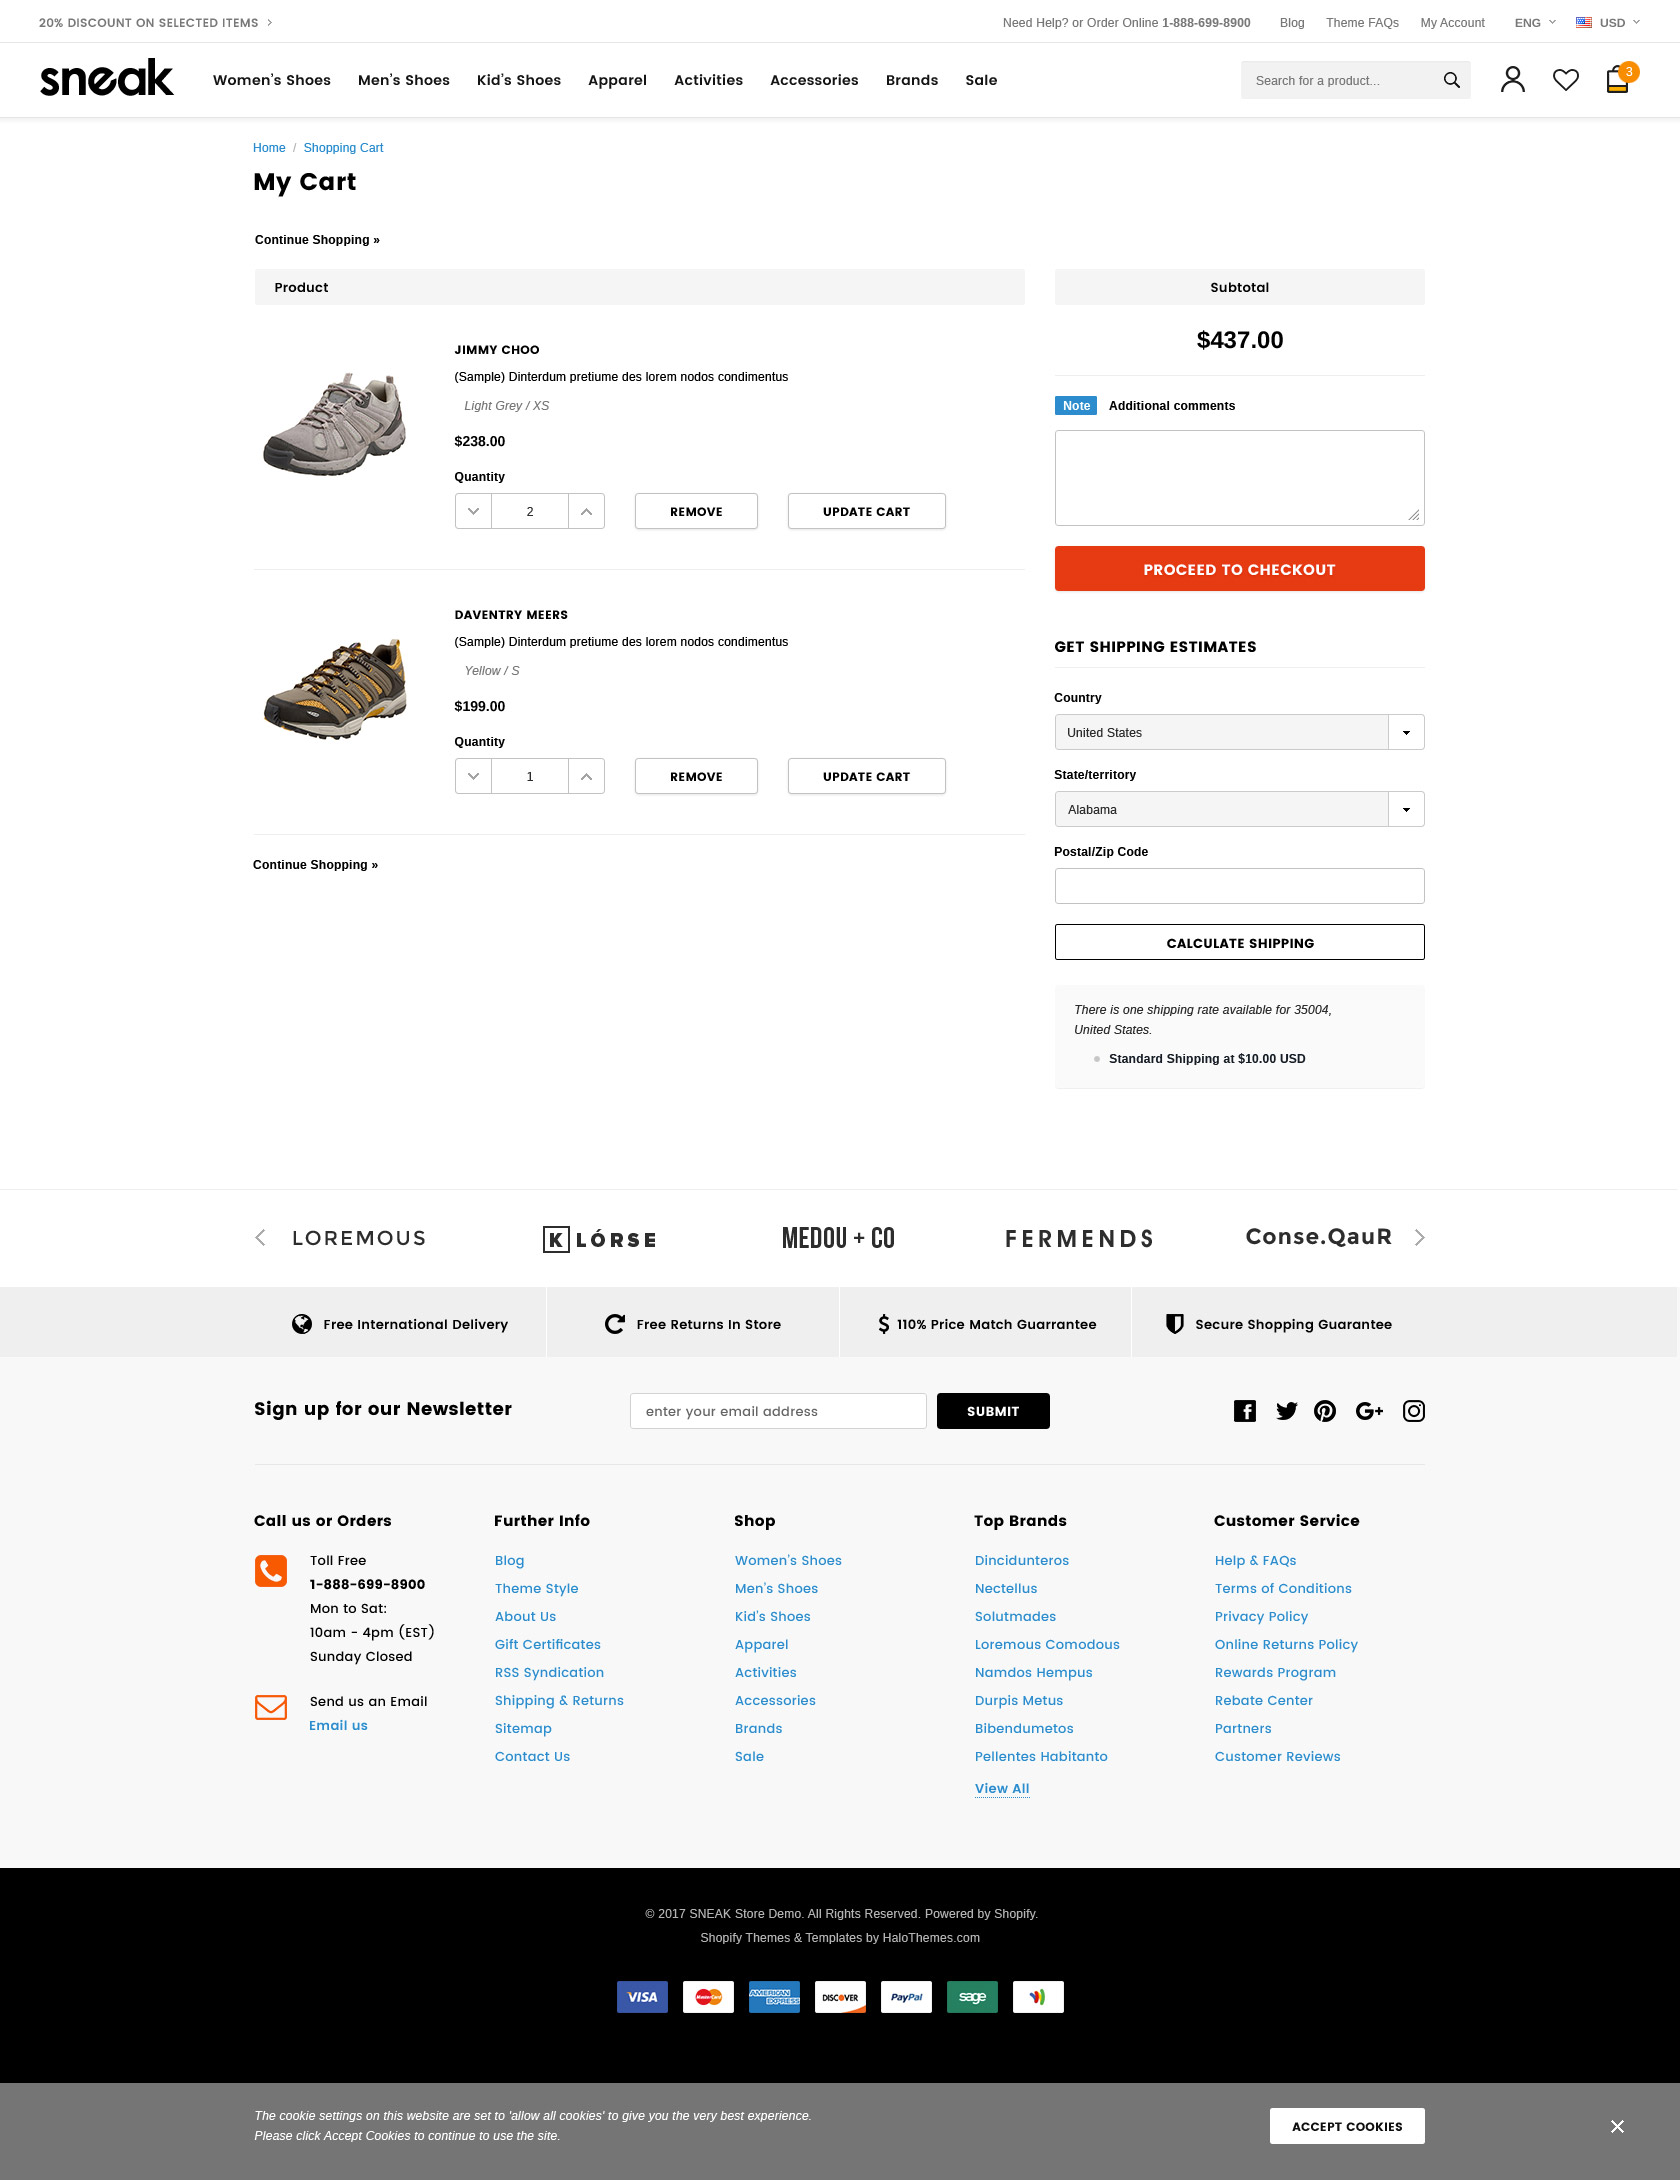 20% DISCOUNT ON SELECTED ITEMS
Need Help? or Order Online 1-888-699-8900 Blog Theme FAQs My Account ENG USD
sneak Women's Shoes Men's Shoes Kid's Shoes Apparel Activities Accessories Brands Sale Search for a product... 3
Home / Shopping Cart
My Cart
Continue Shopping »
Product
JIMMY CHOO
(Sample) Dinterdum pretiume des lorem nodos condimentus
Light Grey / XS
$238.00
Quantity
2 REMOVE UPDATE CART
DAVENTRY MEERS
(Sample) Dinterdum pretiume des lorem nodos condimentus
Yellow / S
$199.00
Quantity
1 REMOVE UPDATE CART
Continue Shopping »
Subtotal
$437.00
Note Additional comments
PROCEED TO CHECKOUT
GET SHIPPING ESTIMATES
Country
United States
State/territory
Alabama
Postal/Zip Code
CALCULATE SHIPPING
There is one shipping rate available for 35004,
United States.
Standard Shipping at $10.00 USD
LOREMOUS K LÓRSE MEDOU + CO FERMENDS Conse.QauR
Free International Delivery Free Returns In Store $ 110% Price Match Guarrantee Secure Shopping Guarantee
Sign up for our Newsletter enter your email address SUBMIT
Call us or Orders
Toll Free
1-888-699-8900
Mon to Sat:
10am - 4pm (EST)
Sunday Closed
Send us an Email
Email us
Further Info
Blog
Theme Style
About Us
Gift Certificates
RSS Syndication
Shipping & Returns
Sitemap
Contact Us
Shop
Women's Shoes
Men's Shoes
Kid's Shoes
Apparel
Activities
Accessories
Brands
Sale
Top Brands
Dincidunteros
Nectellus
Solutmades
Loremous Comodous
Namdos Hempus
Durpis Metus
Bibendumetos
Pellentes Habitanto
View All
Customer Service
Help & FAQs
Terms of Conditions
Privacy Policy
Online Returns Policy
Rewards Program
Rebate Center
Partners
Customer Reviews
© 2017 SNEAK Store Demo. All Rights Reserved. Powered by Shopify.
Shopify Themes & Templates by HaloThemes.com
VISA MasterCard AMERICAN EXPRESS DISCOVER PayPal sage
The cookie settings on this website are set to 'allow all cookies' to give you the very best experience.
Please click Accept Cookies to continue to use the site.
ACCEPT COOKIES